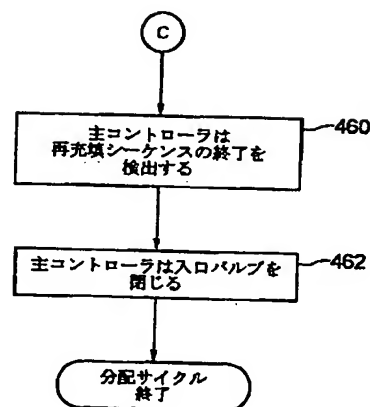 C
主コントローラは
再充填シーケンスの終了を
検出する
460
主コントローラは入口バルブを
閉じる
462
分配サイクル
終了